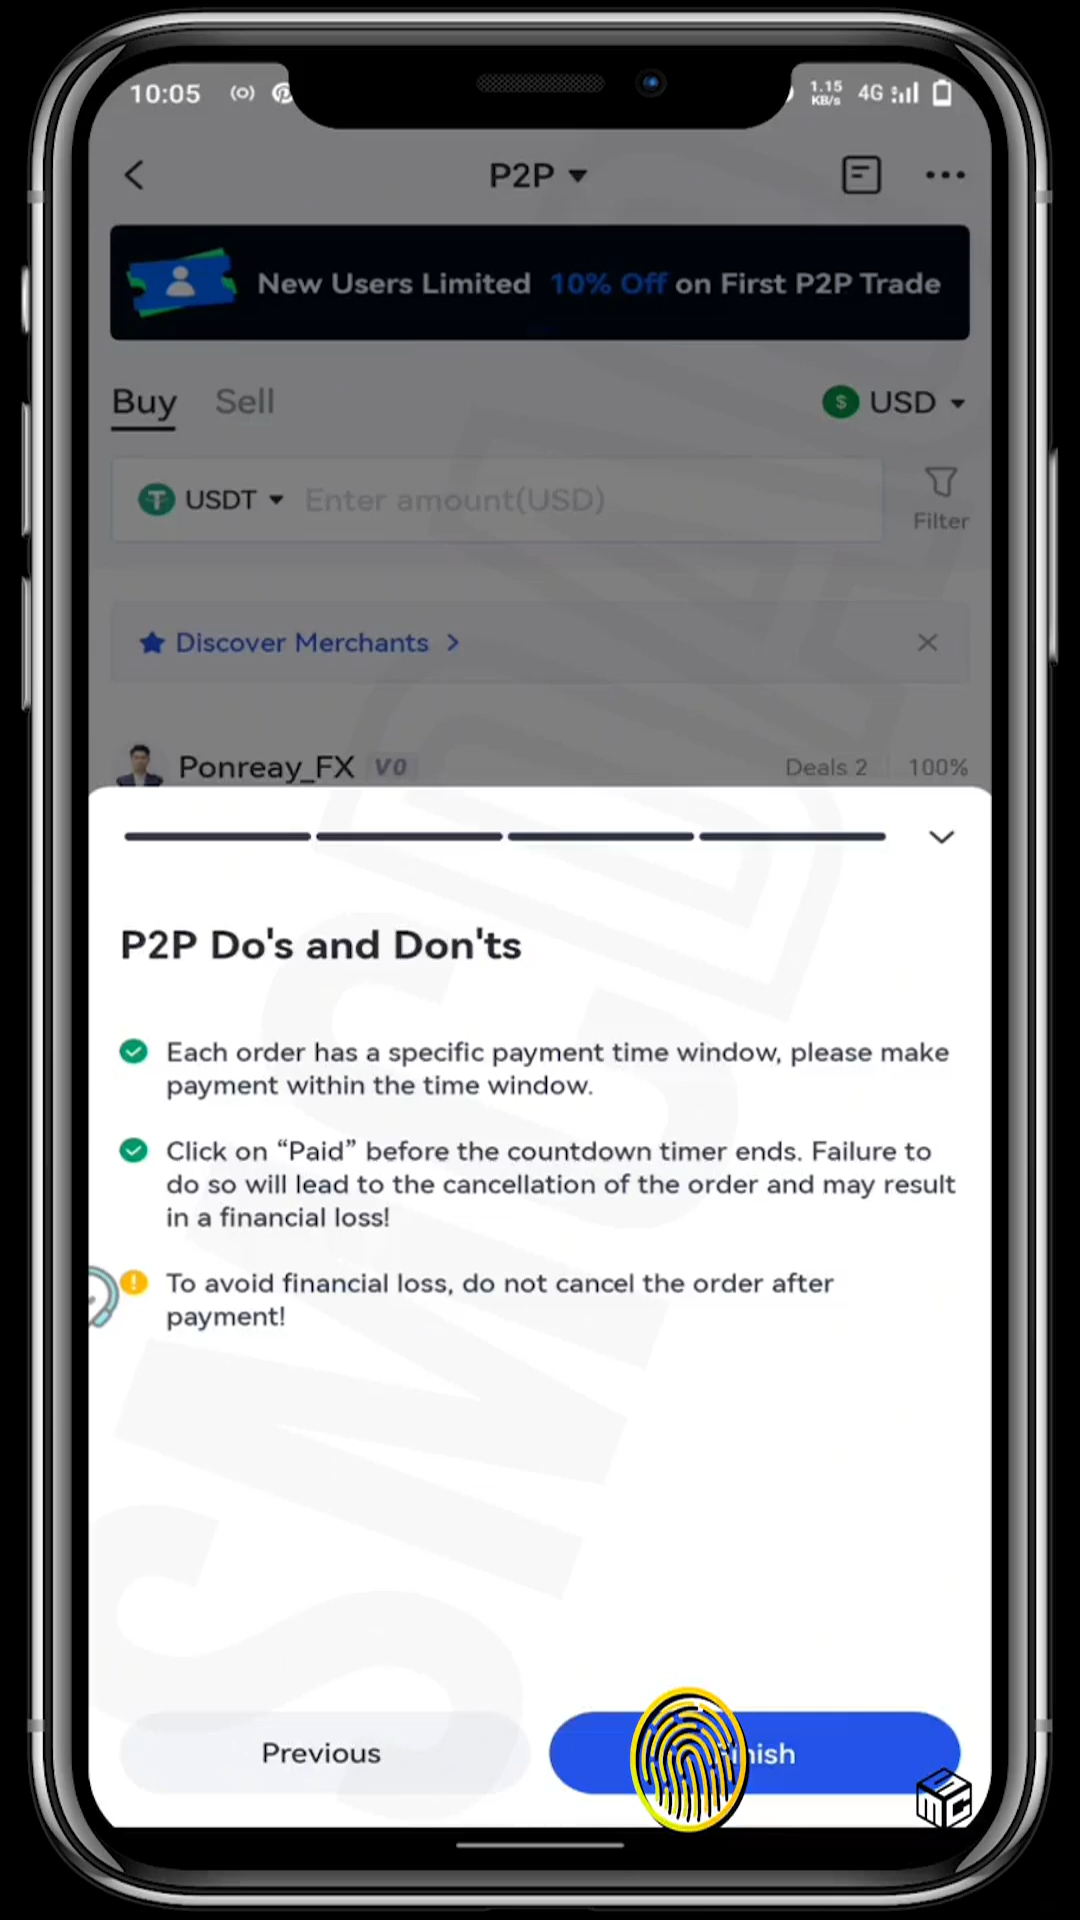 10:05
1.15 KB/s 4G
P2P
New Users Limited 10% Off on First P2P Trade
Buy Sell
$ USD
USDT Enter amount(USD)
Filter
Discover Merchants >
Ponreay_FX V0
Deals 2 100%
P2P Do's and Don'ts
Each order has a specific payment time window, please make
payment within the time window.
Click on “Paid” before the countdown timer ends. Failure to
do so will lead to the cancellation of the order and may result
in a financial loss!
To avoid financial loss, do not cancel the order after
payment!
Previous